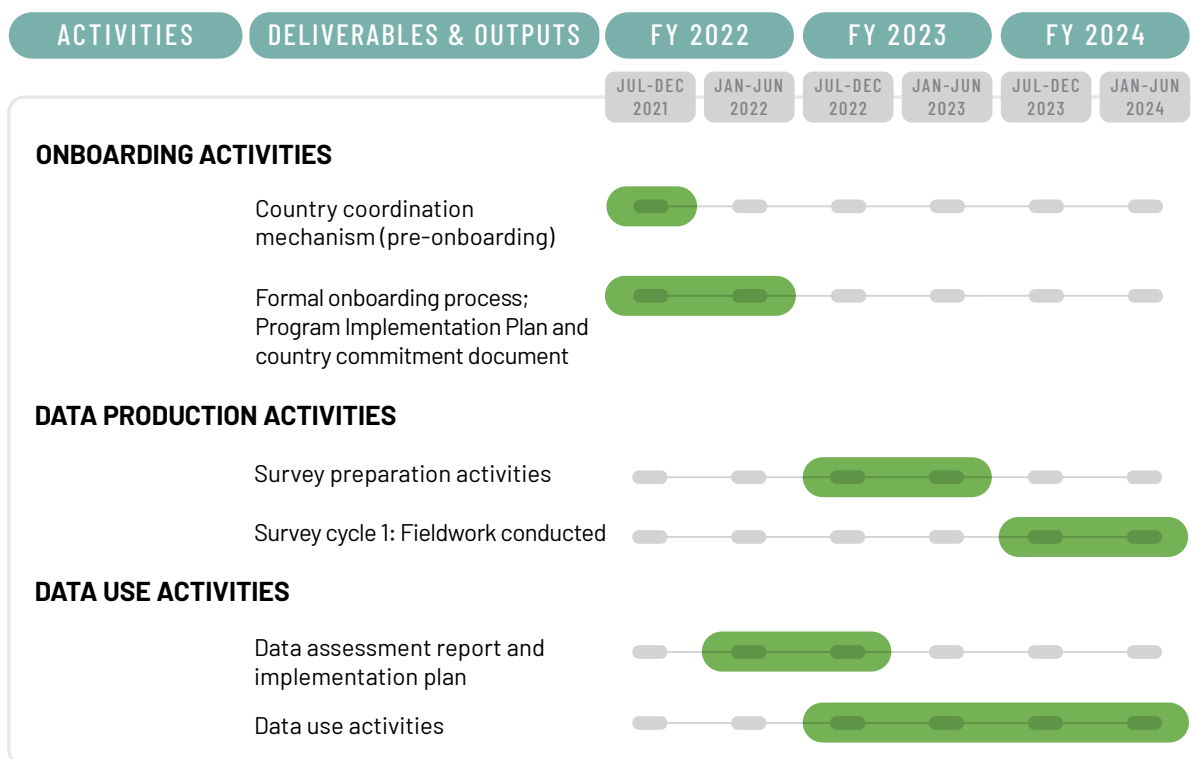 ACTIVITIES
DELIVERABLES & OUTPUTS
FY 2022
FY 2023
FY 2024
JUL-DEC
2021
JAN-JUN
2022
JUL-DEC
2022
JAN-JUN
2023
JUL-DEC
2023
JAN-JUN
2024
ONBOARDING ACTIVITIES
Country coordination
mechanism (pre-onboarding)
Formal onboarding process;
Program Implementation Plan and
country commitment document
DATA PRODUCTION ACTIVITIES
Survey preparation activities
Survey cycle 1: Fieldwork conducted
DATA USE ACTIVITIES
Data assessment report and
implementation plan
Data use activities